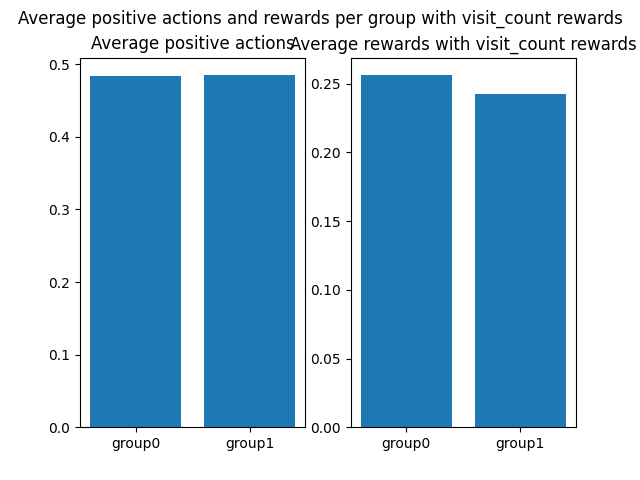 Average positive actions and rewards per group with visit_count rewards
Average positive actions
Average rewards with visit_count rewards
0.5
0.4
0.3
0.2
0.1
0.0
group0
group1
0.25
0.20
0.15
0.10
0.05
0.00
group0
group1